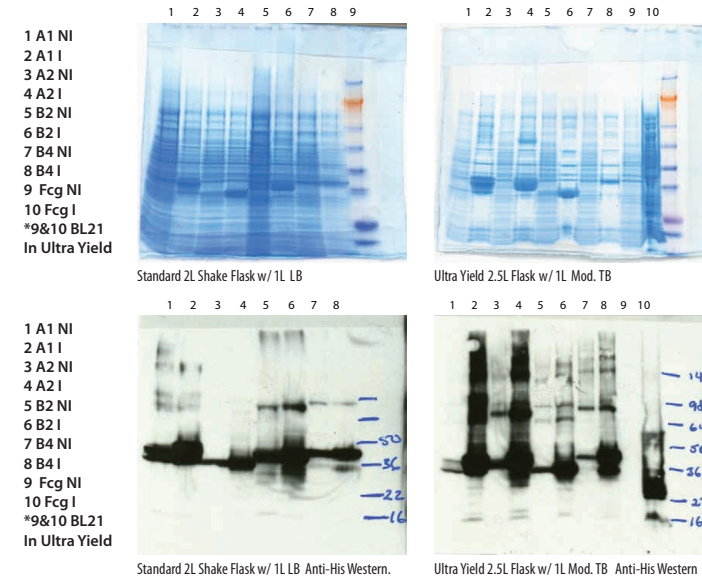 1 2 3 4 5 6 7 8 9
1 2 3 4 5 6 7 8 9 10
1 A1 NI
2 A1 I
3 A2 NI
4 A2 I
5 B2 NI
6 B2 I
7 B4 NI
8 B4 I
9 Fcg NI
10 Fcg I
*9&10 BL21
In Ultra Yield
Standard 2L Shake Flask w/ 1L LB
Ultra Yield 2.5L Flask w/ 1L Mod. TB
1 2 3 4 5 6 7 8
1 2 3 4 5 6 7 8 9 10
1 A1 NI
2 A1 I
3 A2 NI
4 A2 I
5 B2 NI
6 B2 I
7 B4 NI
8 B4 I
9 Fcg NI
10 Fcg I
*9&10 BL21
In Ultra Yield
50
36
22
16
98
36
16
Standard 2L Shake Flask w/ 1L LB Anti-His Western.
Ultra Yield 2.5L Flask w/ 1L Mod. TB Anti-His Western